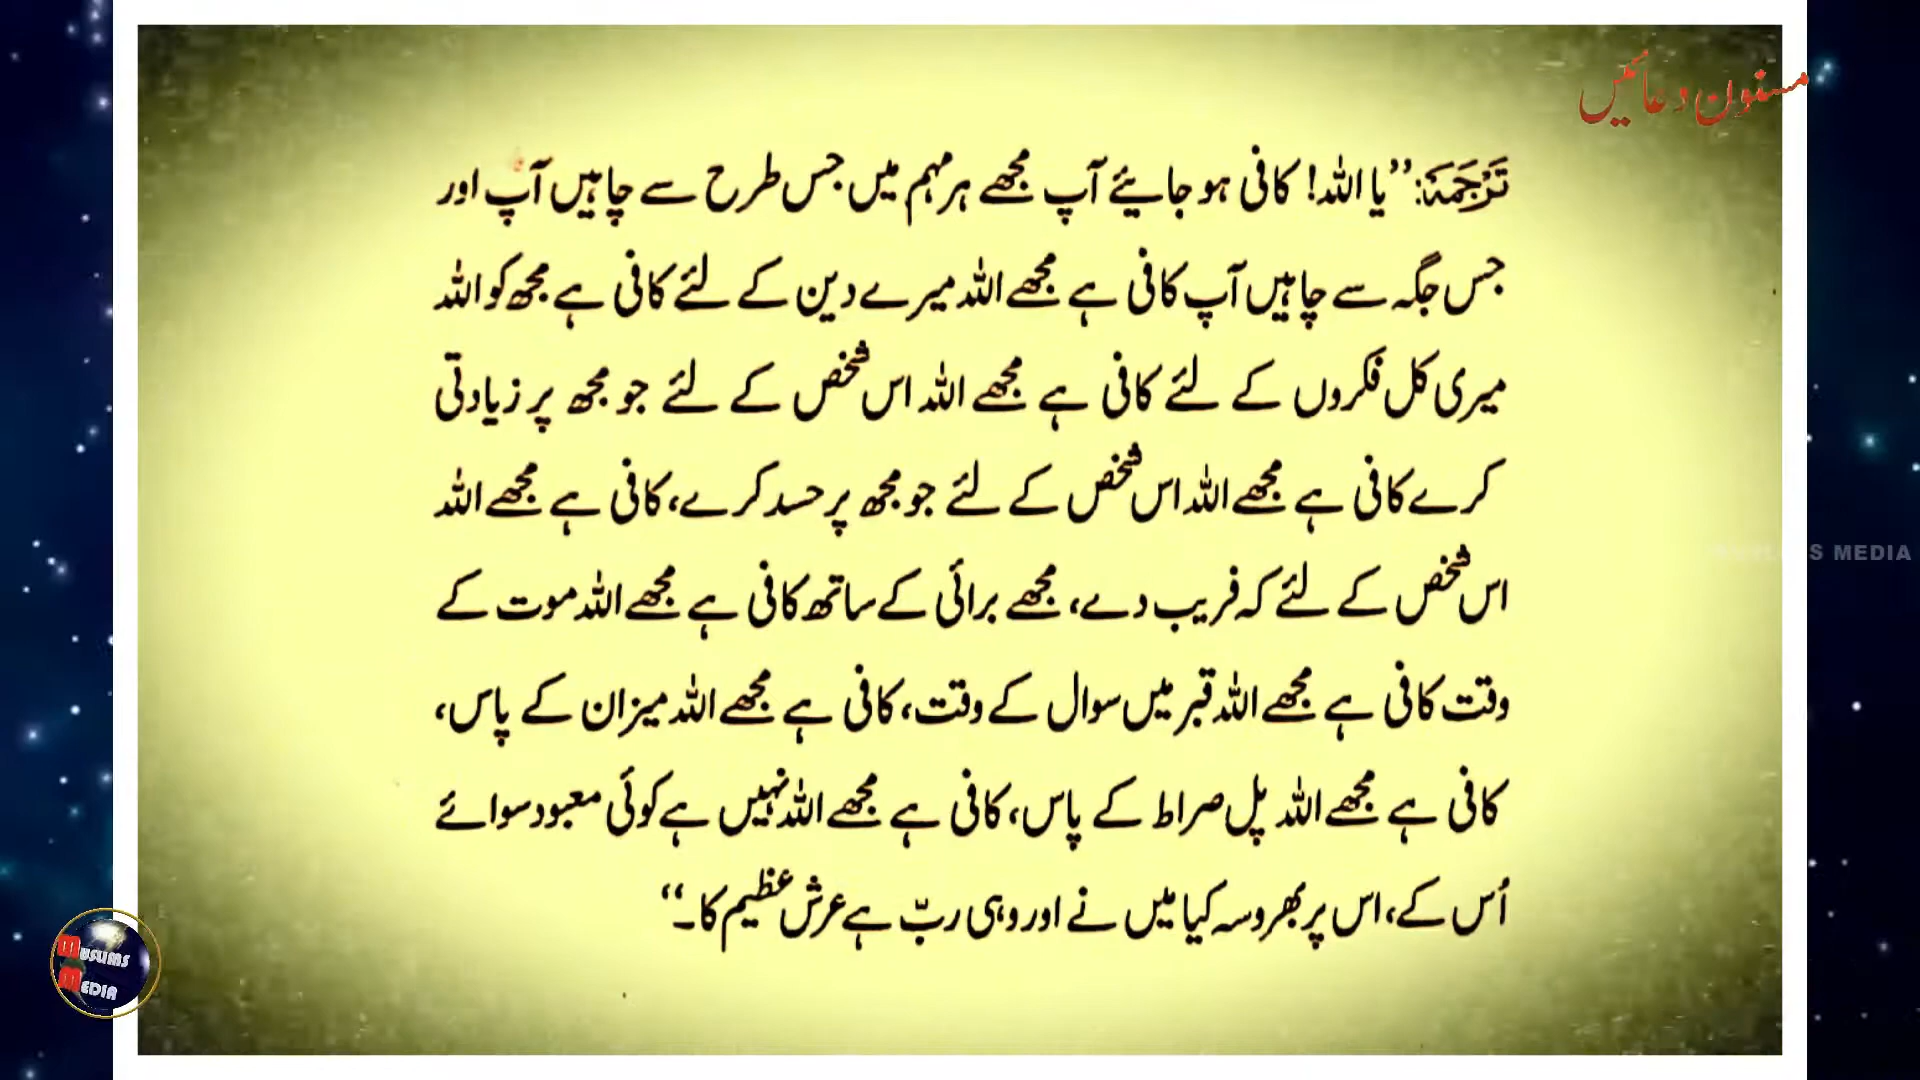 مسنون دعائیں
تَرْجَمَۃ: ’’یا اللہ! کافی ہو جائیے آپ مجھے ہر مہم میں جس طرح سے چاہیں آپ اور
جس جگہ سے چاہیں آپ کافی ہے مجھے اللہ میرے دین کے لئے کافی ہے مجھ کو اللہ
میری کل فکروں کے لئے کافی ہے مجھے اللہ اس شخص کے لئے جو مجھ پر زیادتی
کرے کافی ہے مجھے اللہ اس شخص کے لئے جو مجھ پر حسد کرے، کافی ہے مجھے اللہ
اس شخص کے لئے کہ فریب دے، مجھے برائی کے ساتھ کافی ہے مجھے اللہ موت کے
وقت کافی ہے مجھے اللہ قبر میں سوال کے وقت، کافی ہے مجھے اللہ میزان کے پاس،
کافی ہے مجھے اللہ پل صراط کے پاس، کافی ہے مجھے اللہ نہیں ہے کوئی معبود سوائے
اُس کے، اس پر بھروسہ کیا میں نے اور وہی ربّ ہے عرش عظیم کا۔‘‘
S MEDIA
MUSLIMS
MEDIA